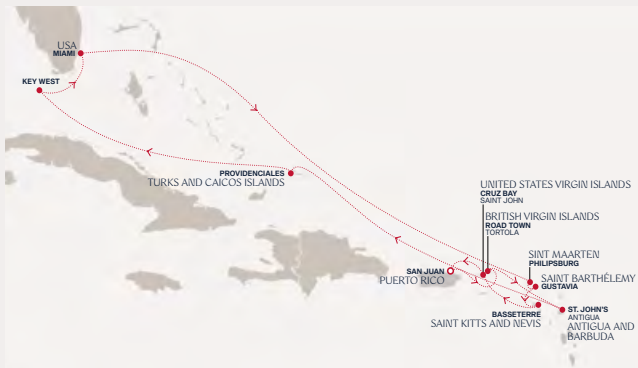 USA
MIAMI
KEY WEST
PROVIDENCIALES
TURKS AND CAICOS ISLANDS
UNITED STATES VIRGIN ISLANDS
CRUZ BAY
SAINT JOHN
BRITISH VIRGIN ISLANDS
ROAD TOWN
TORTOLA
SINT MAARTEN
PHILIPSBURG
SAN JUAN
PUERTO RICO
SAINT BARTHÉLEMY
GUSTAVIA
BASSETERRE
SAINT KITTS AND NEVIS
ST. JOHN'S
ANTIGUA
ANTIGUA AND
BARBUDA